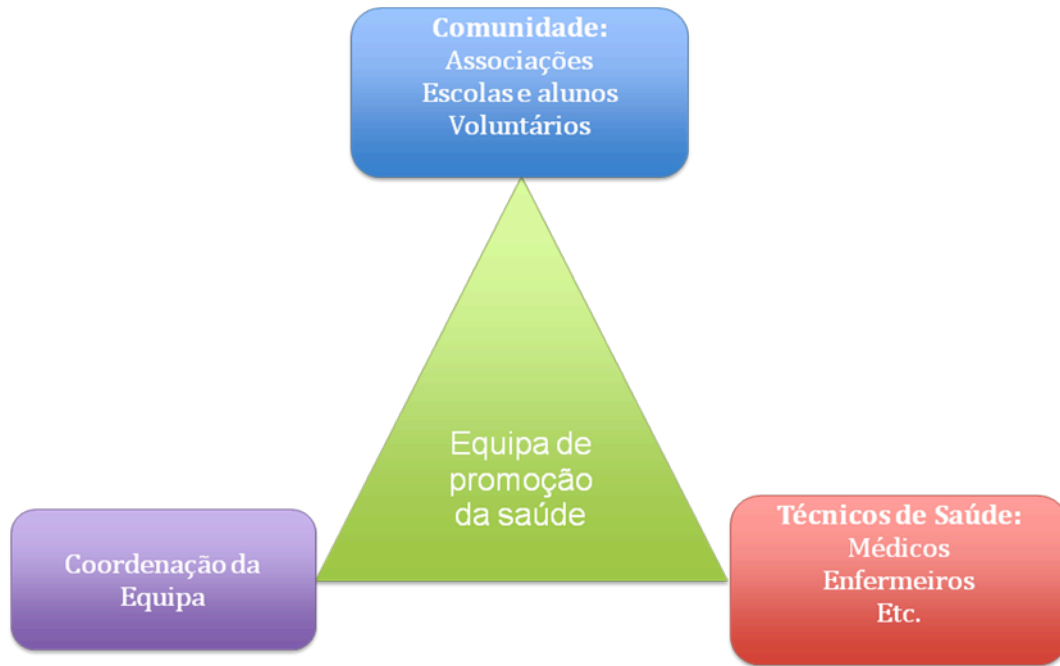 Comunidade:
Associações
Escolas e alunos
Voluntários
Equipa de
promoção
da saúde
Coordenação da
Equipa
Técnicos de Saúde:
Médicos
Enfermeiros
Etc.